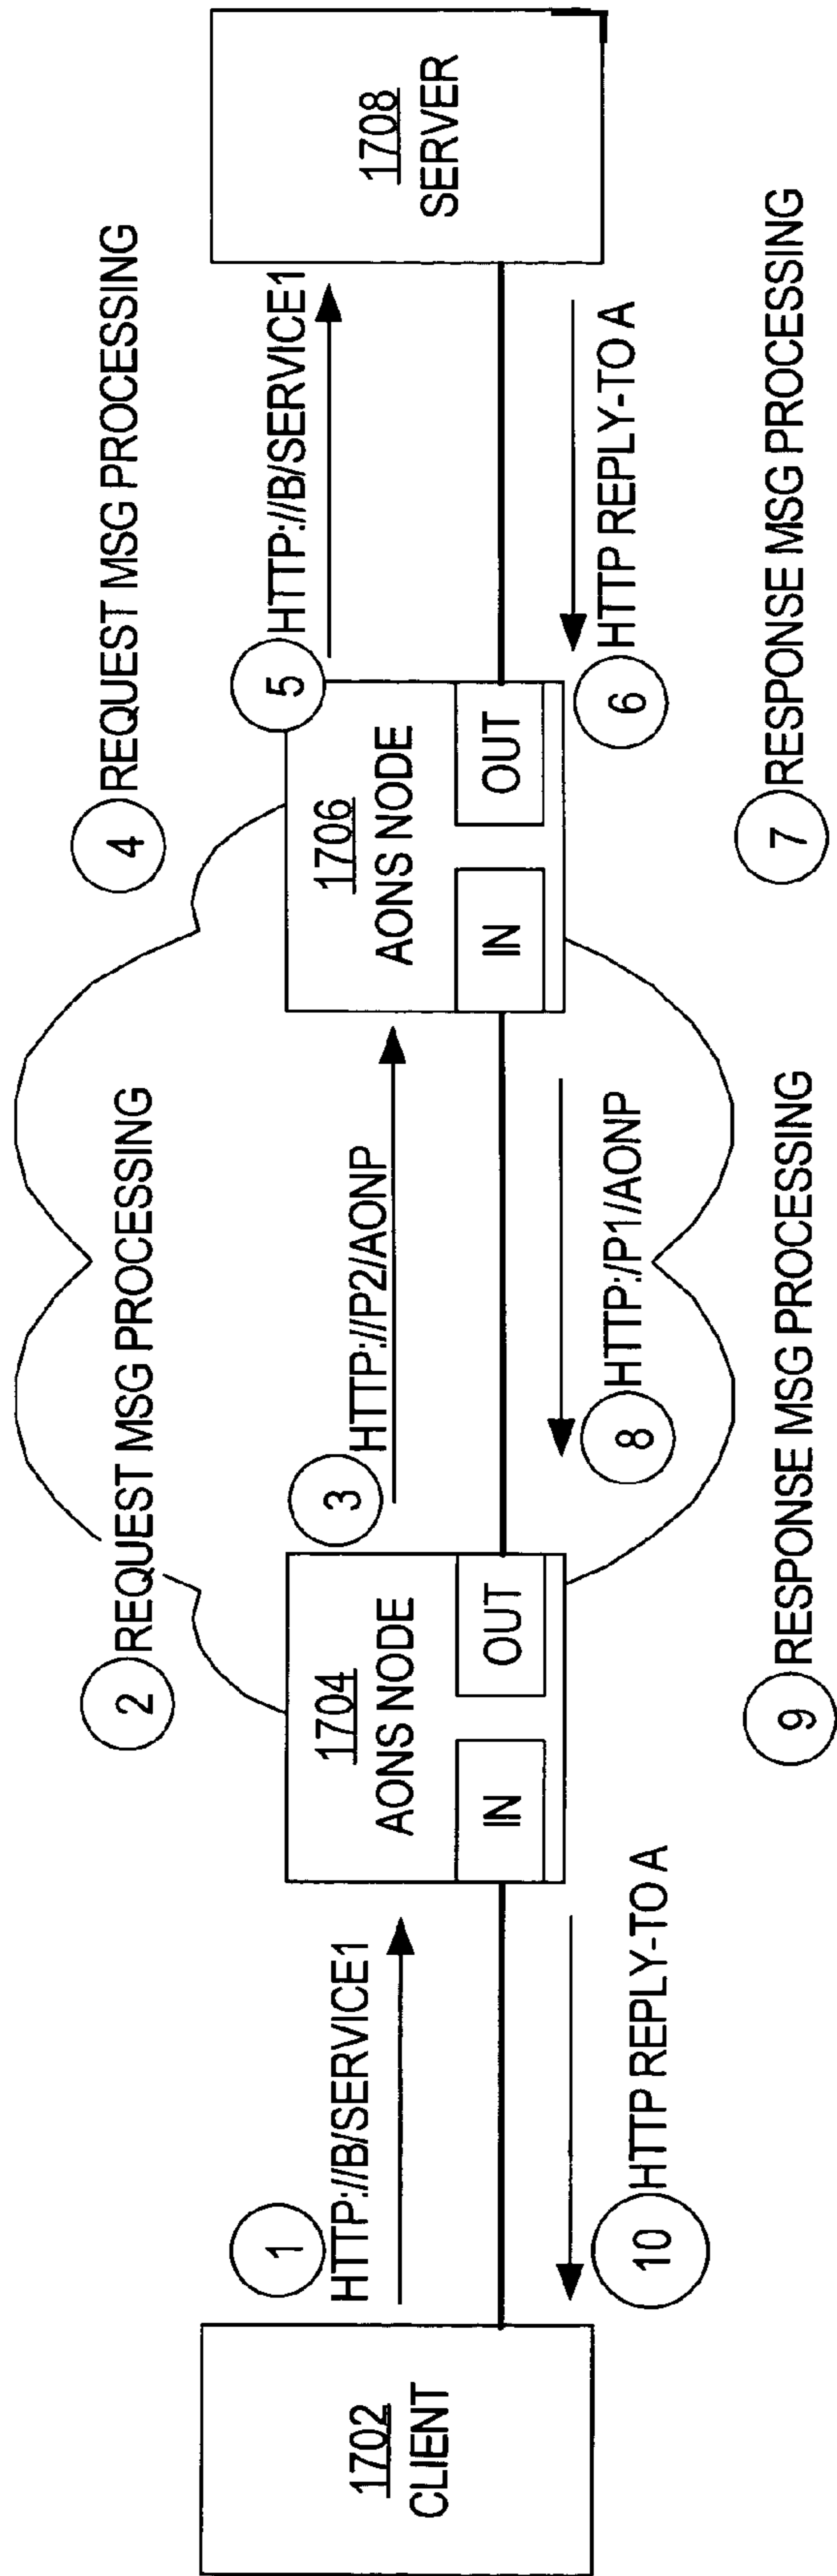 1702
CLIENT
1
HTTP://B/SERVICE1
2 REQUEST MSG PROCESSING
1704
AONS NODE
IN
OUT
3
HTTP://P2/AONP
4 REQUEST MSG PROCESSING
1706
AONS NODE
IN
OUT
5
HTTP://B/SERVICE1
1708
SERVER
6
HTTP REPLY-TO A
7 RESPONSE MSG PROCESSING
8 HTTP:/P1/AONP
9 RESPONSE MSG PROCESSING
10 HTTP REPLY-TO A